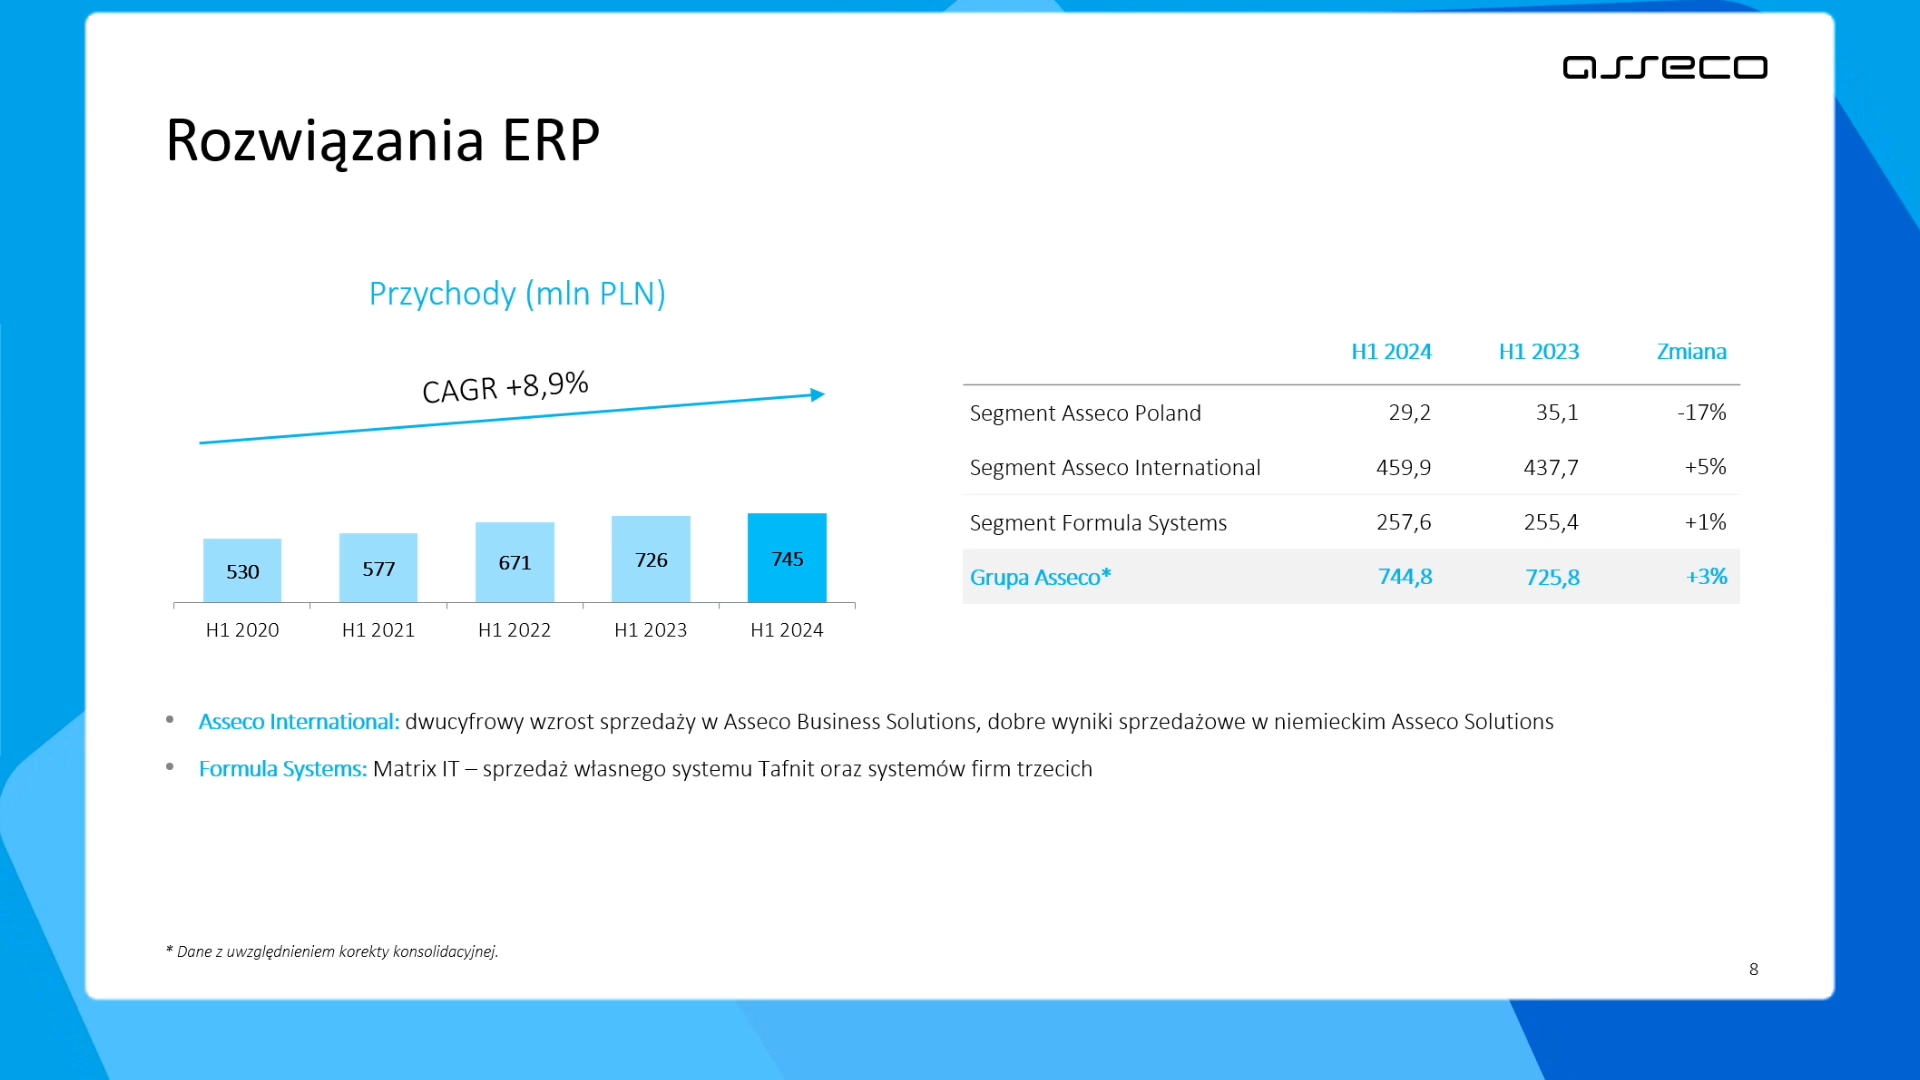 asseco
Rozwiązania ERP
Przychody (mln PLN)
CAGR +8,9%
530 577 671 726 745
H1 2020 H1 2021 H1 2022 H1 2023 H1 2024
H1 2024 H1 2023 Zmiana
Segment Asseco Poland 29,2 35,1 -17%
Segment Asseco International 459,9 437,7 +5%
Segment Formula Systems 257,6 255,4 +1%
Grupa Asseco* 744,8 725,8 +3%
• Asseco International: dwucyfrowy wzrost sprzedaży w Asseco Business Solutions, dobre wyniki sprzedażowe w niemieckim Asseco Solutions
• Formula Systems: Matrix IT – sprzedaż własnego systemu Tafnit oraz systemów firm trzecich
* Dane z uwzględnieniem korekty konsolidacyjnej.
8